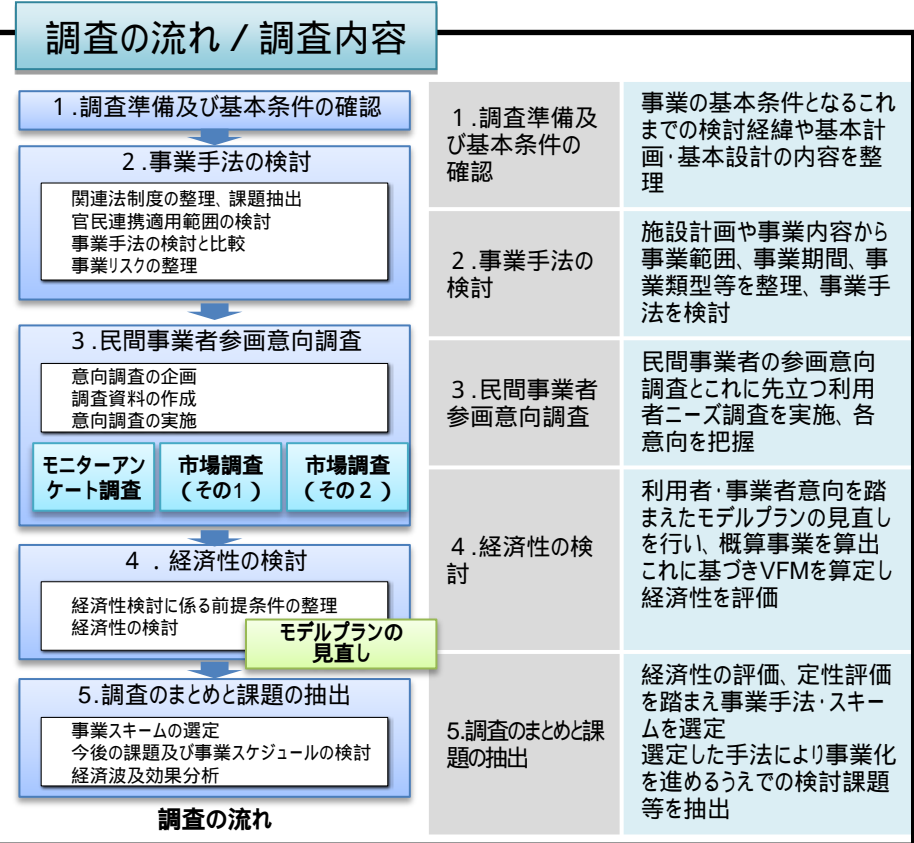 調査の流れ / 調査内容
１.調査準備及び基本条件の確認
２.事業手法の検討
関連法制度の整理、課題抽出
官民連携適用範囲の検討
事業手法の検討と比較
事業リスクの整理
３.民間事業者参画意向調査
意向調査の企画
調査資料の作成
意向調査の実施
モニターアン
ケート調査
市場調査
（その1）
市場調査
（その２）
４．経済性の検討
経済性検討に係る前提条件の整理
経済性の検討
モデルプランの
見直し
5.調査のまとめと課題の抽出
事業スキームの選定
今後の課題及び事業スケジュールの検討
経済波及効果分析
調査の流れ
１.調査準備及
び基本条件の
確認
事業の基本条件となるこれ
までの検討経緯や基本計
画･基本設計の内容を整
理
２.事業手法の
検討
施設計画や事業内容から
事業範囲、事業期間、事
業類型等を整理、事業手
法を検討
３.民間事業者
参画意向調査
民間事業者の参画意向
調査とこれに先立つ利用
者ニーズ調査を実施、各
意向を把握
４.経済性の検
討
利用者･事業者意向を踏
まえたモデルプランの見直し
を行い、概算事業を算出
これに基づきVFMを算定し
経済性を評価
5.調査のまとめと課
題の抽出
経済性の評価、定性評価
を踏まえ事業手法･スキー
ムを選定
選定した手法により事業化
を進めるうえでの検討課題
等を抽出